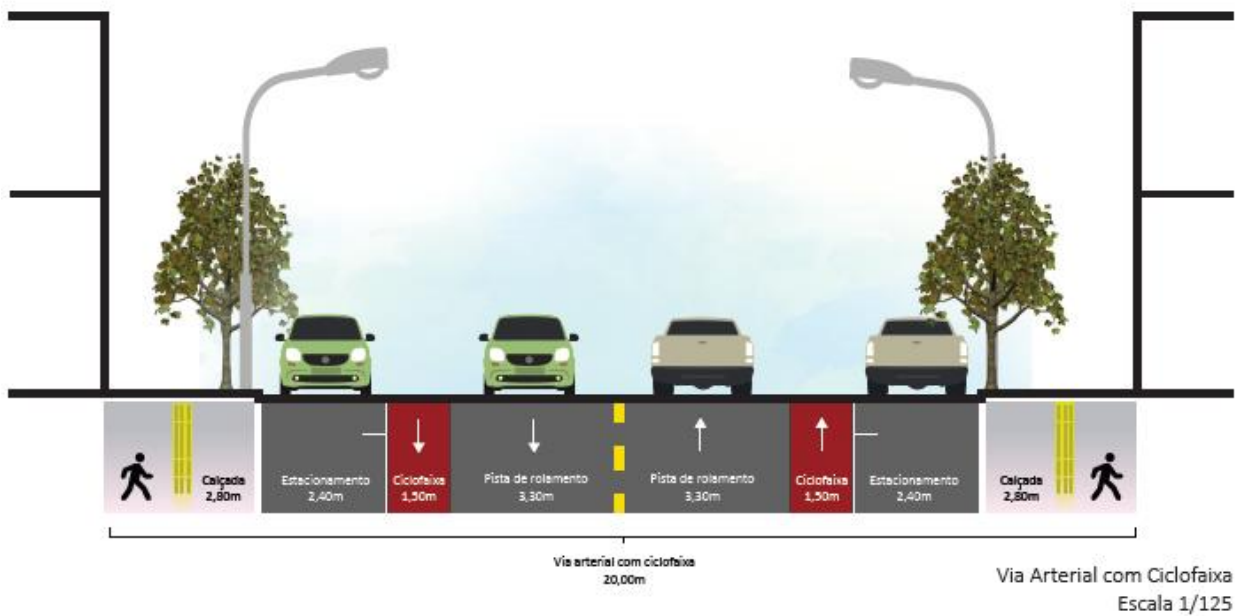 Calçada
2,80m
Estacionamento
2,40m
Ciclofaixa
1,50m
Pista de rolamento
3,30m
Pista de rolamento
3,30m
Ciclofaixa
1,50m
Estacionamento
2,40m
Calçada
2,80m
Via arterial com ciclofaixa
20,00m
Via Arterial com Ciclofaixa
Escala 1/125